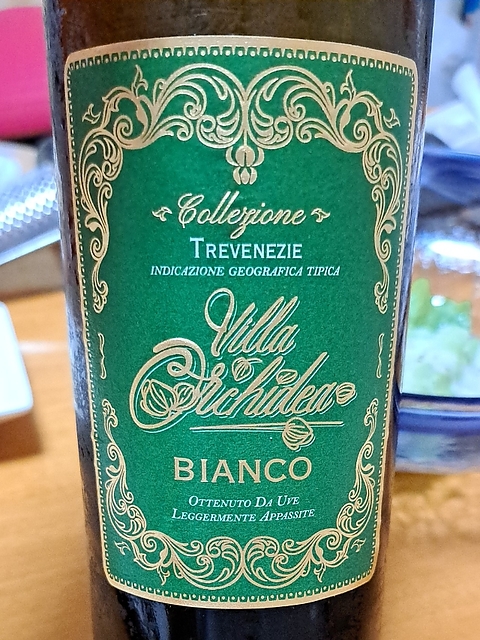 Collezione
TREVENEZIE
INDICAZIONE GEOGRAFICA TIPICA
Villa
Orchidea
BIANCO
OTTENUTO DA UVE
LEGGERMENTE APPASSITE